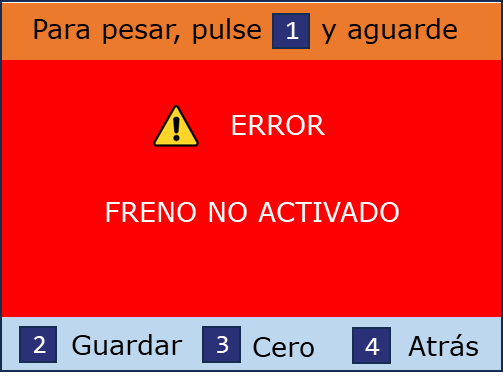 Para pesar, pulse 1 y aguarde
ERROR
FRENO NO ACTIVADO
2 Guardar 3 Cero 4 Atrás